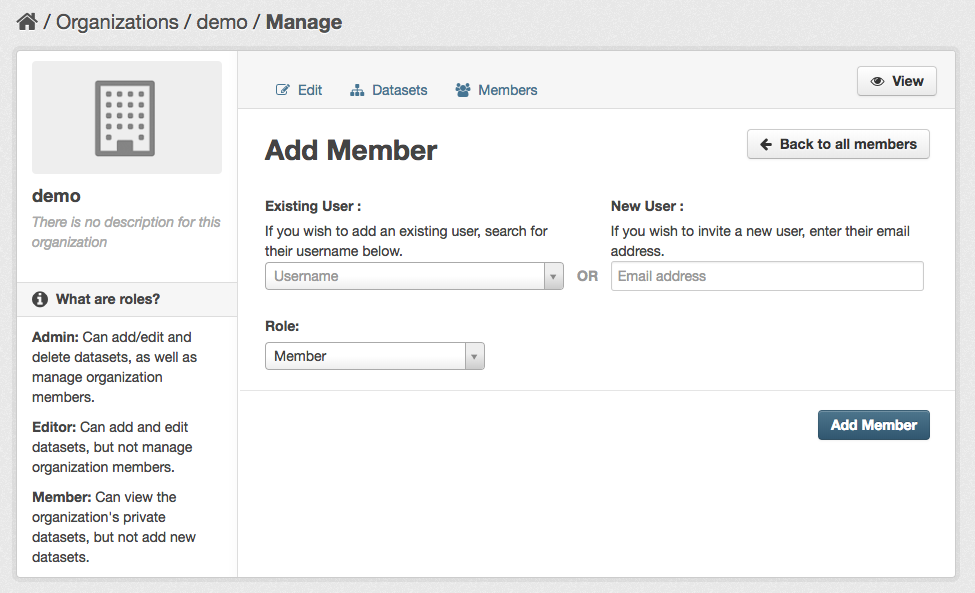 / Organizations / demo / Manage
demo
There is no description for this
organization
What are roles?
Admin: Can add/edit and
delete datasets, as well as
manage organization
members.
Editor: Can add and edit
datasets, but not manage
organization members.
Member: Can view the
organization's private
datasets, but not add new
datasets.
Edit Datasets Members
View
Add Member
Back to all members
Existing User :
If you wish to add an existing user, search for
their username below.
Username
OR
New User :
If you wish to invite a new user, enter their email
address.
Email address
Role:
Member
Add Member